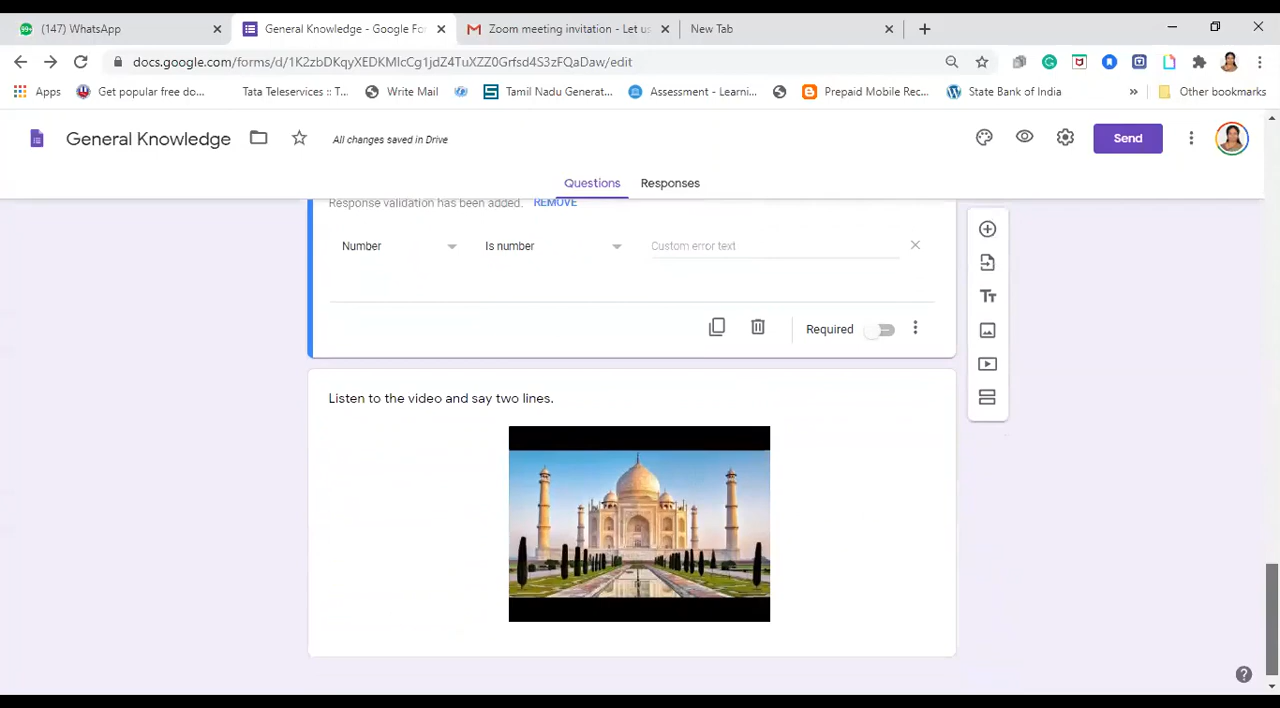 (147) WhatsApp
General Knowledge - Google Fo
Zoom meeting invitation - Let us
New Tab
docs.google.com/forms/d/
/edit
Apps
Get popular free do...
Tata Teleservices :: T...
Write Mail
Tamil Nadu Generat...
Assessment - Learni...
Prepaid Mobile Rec...
State Bank of India
»
Other bookmarks
General Knowledge
All changes saved in Drive
Send
Questions
Responses
Response validation has been added.
REMOVE
Number
Is number
Custom error text
Required
Listen to the video and say two lines.